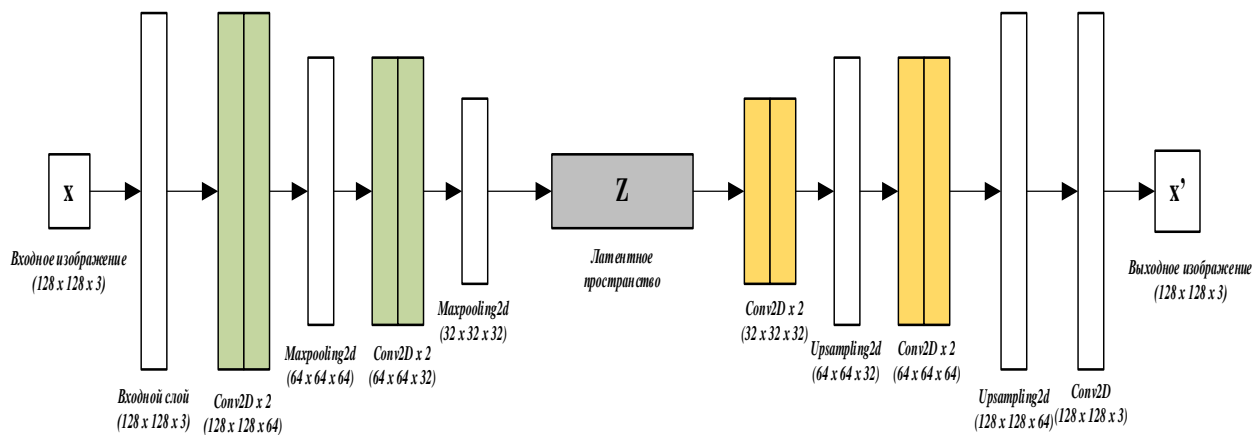 x
Входное изображение
(128 x 128 x 3)
Входной слой
(128 x 128 x 3)
Conv2D x 2
(128 x 128 x 64)
Maxpooling2d
(64 x 64 x 64)
Conv2D x 2
(64 x 64 x 32)
Maxpooling2d
(32 x 32 x 32)
Z
Латентное
пространство
Conv2D x 2
(32 x 32 x 32)
Upsampling2d
(64 x 64 x 32)
Conv2D x 2
(64 x 64 x 64)
Upsampling2d
(128 x 128 x 64)
Conv2D
(128 x 128 x 3)
x’
Выходное изображение
(128 x 128 x 3)